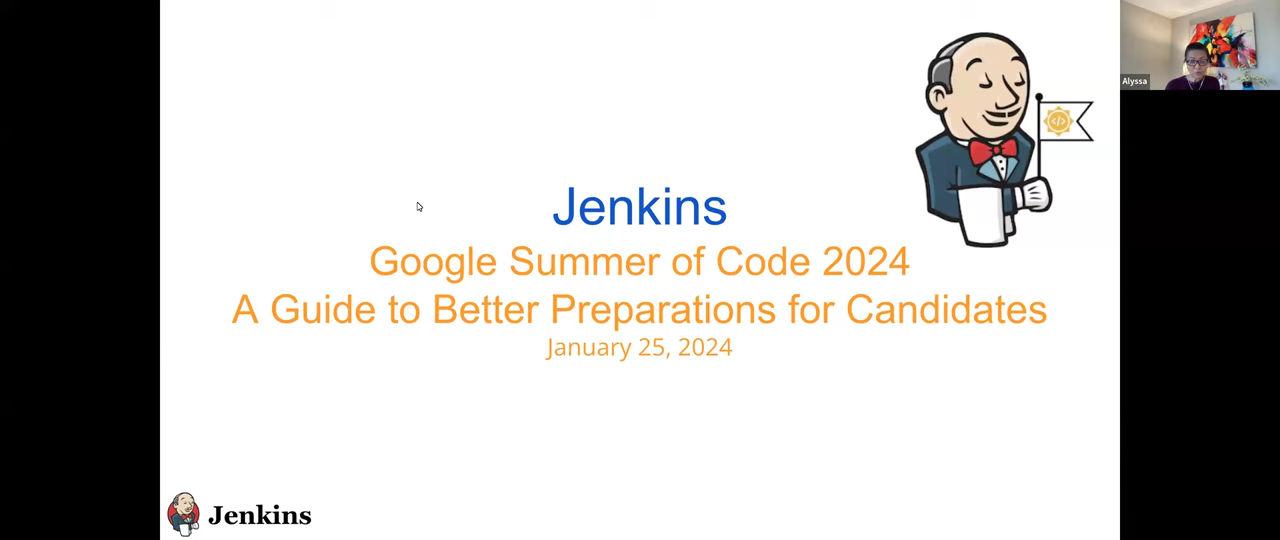 Alyssa
Jenkins
Google Summer of Code 2024
A Guide to Better Preparations for Candidates
January 25, 2024
Jenkins